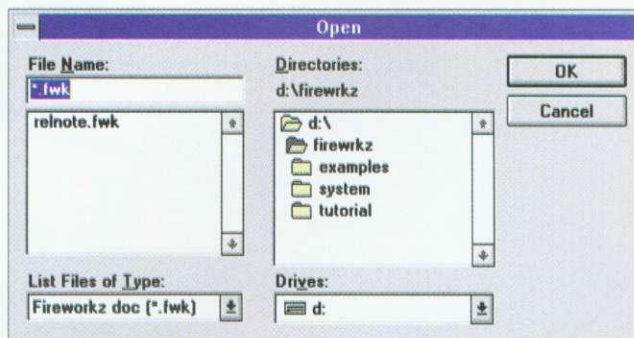 Open
File Name:
*.fwk
relnote.fwk
List Files of Type:
Fireworkz doc (*.fwk)
Directories:
d:\firewrkz
d:\
firewrkz
examples
system
tutorial
Drives:
d:
OK
Cancel